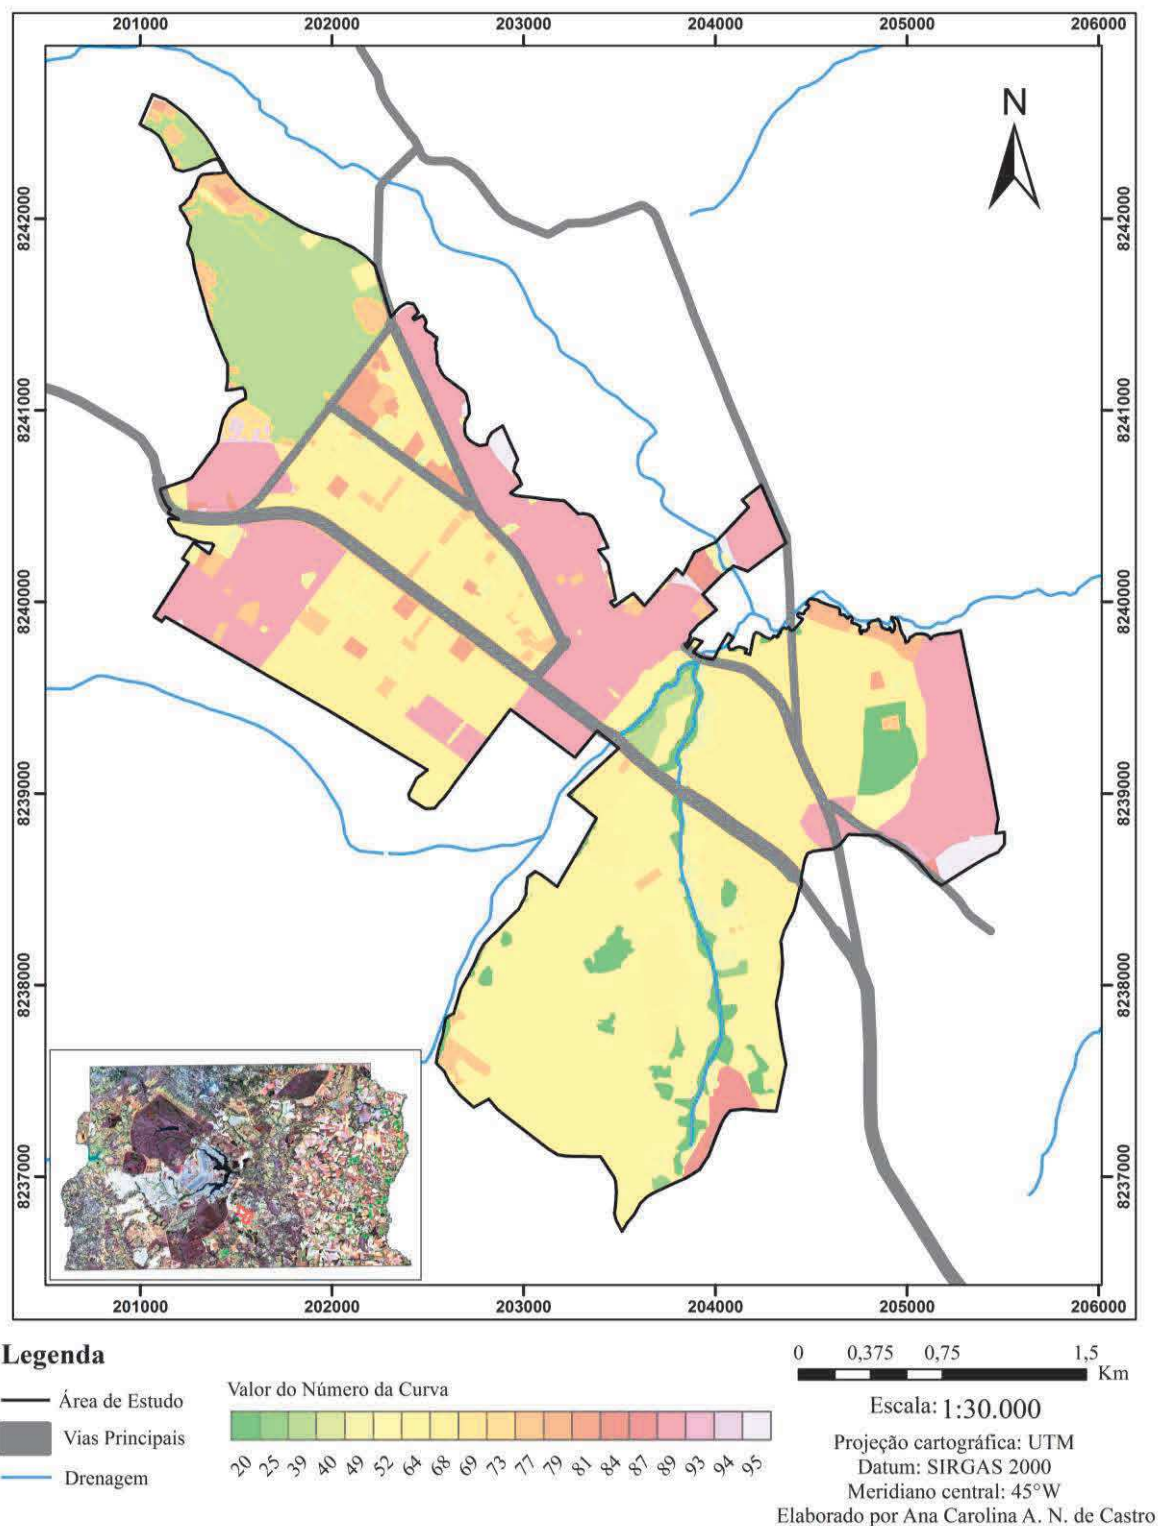 201000 202000 203000 204000 205000 206000
N
8242000 8242000
8241000 8241000
8240000 8240000
8239000 8239000
8238000 8238000
8237000 8237000
201000 202000 203000 204000 205000 206000
Legenda
Área de Estudo
Vias Principais
Drenagem
Valor do Número da Curva
20 25 39 40 49 52 64 68 69 73 77 79 81 84 87 89 93 94 95
0 0,375 0,75 1,5
Km
Escala: 1:30.000
Projeção cartográfica: UTM
Datum: SIRGAS 2000
Meridiano central: 45°W
Elaborado por Ana Carolina A. N. de Castro